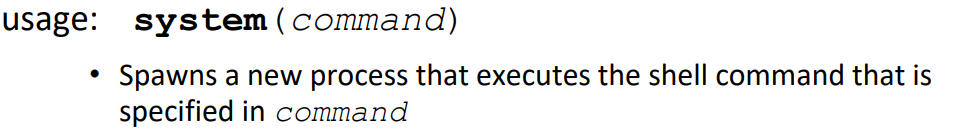 usage: system(command)
• Spawns a new process that executes the shell command that is
specified in command